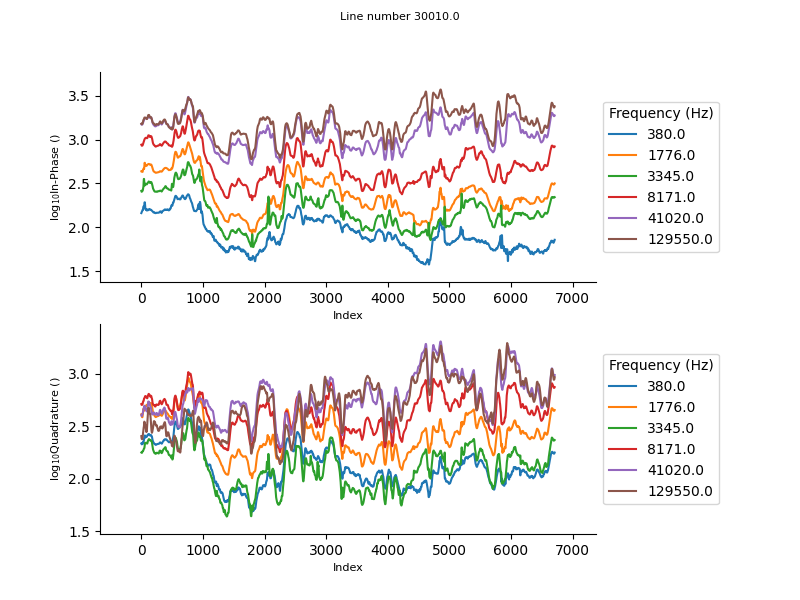 Line number 30010.0
log₁₀In-Phase ()
3.5
3.0
2.5
2.0
1.5
0 1000 2000 3000 4000 5000 6000 7000
Index
Frequency (Hz)
380.0
1776.0
3345.0
8171.0
41020.0
129550.0
log₁₀Quadrature ()
3.0
2.5
2.0
1.5
0 1000 2000 3000 4000 5000 6000 7000
Index
Frequency (Hz)
380.0
1776.0
3345.0
8171.0
41020.0
129550.0